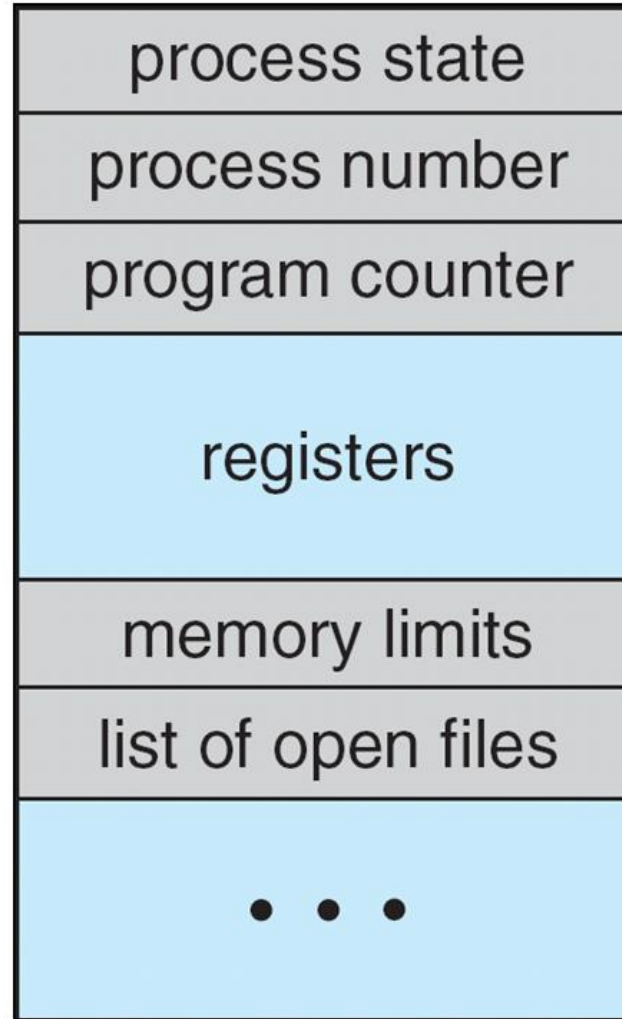 process state
process number
program counter
registers
memory limits
list of open files
• • •